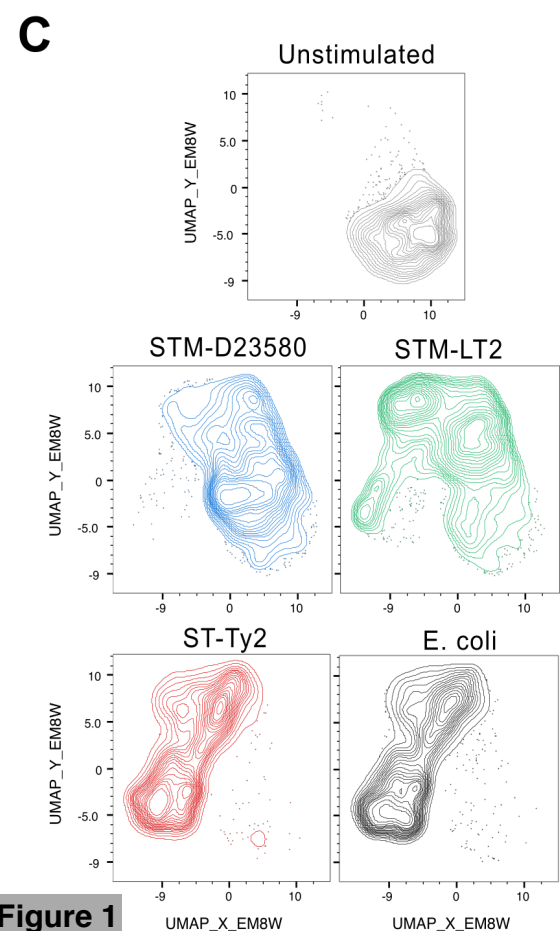 C
Unstimulated
UMAP_Y_EM8W
10
5.0
0
-5.0
-9
-9 0 10
STM-D23580 STM-LT2
UMAP_Y_EM8W
10
5.0
0
-5.0
-9
-9 0 10 -9 0 10
ST-Ty2 E. coli
UMAP_Y_EM8W
10
5.0
0
-5.0
-9
-9 0 10 -9 0 10
Figure 1 UMAP_X_EM8W UMAP_X_EM8W